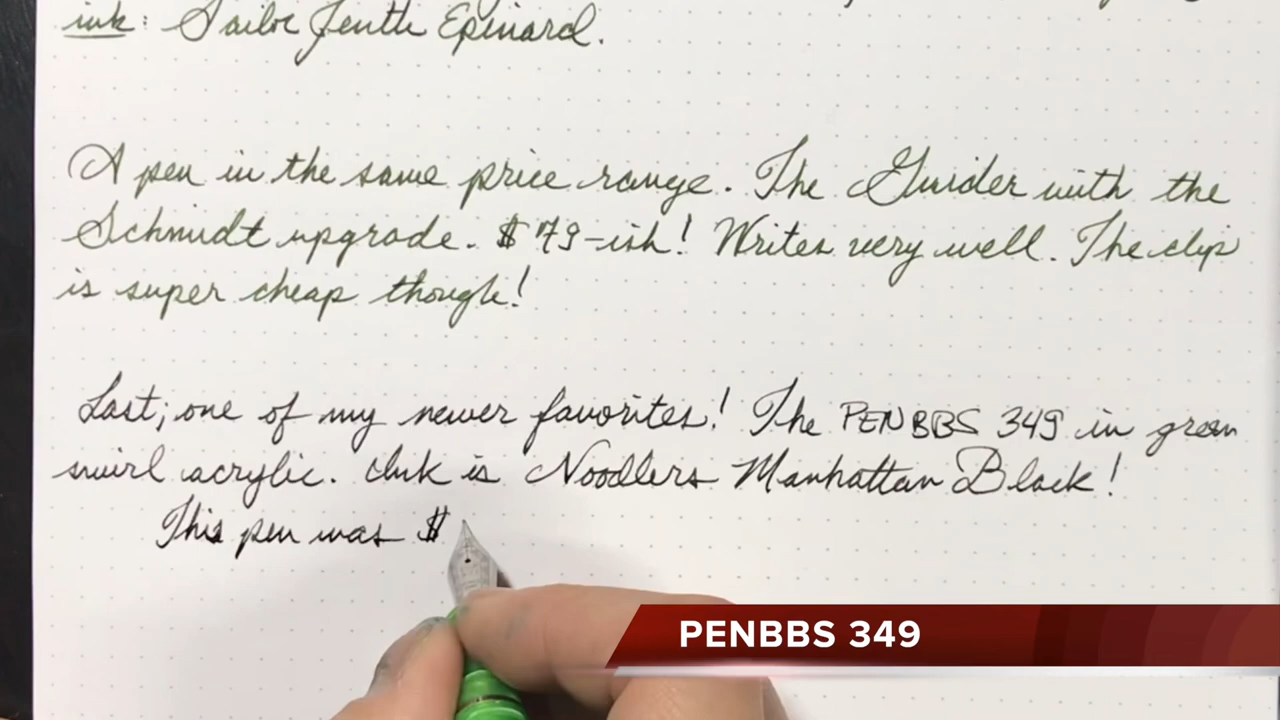 ink: Sailor Jentle Epinard.
A pen in the same price range. The Guider with the
Schmidt upgrade. $79-ish! Writes very well. The clip
is super cheap though!
Last; one of my newer favorites! The PENBBS 349 in green
swirl acrylic. Ink is Noodlers Manhattan Black!
This pen was $
PENBBS 349